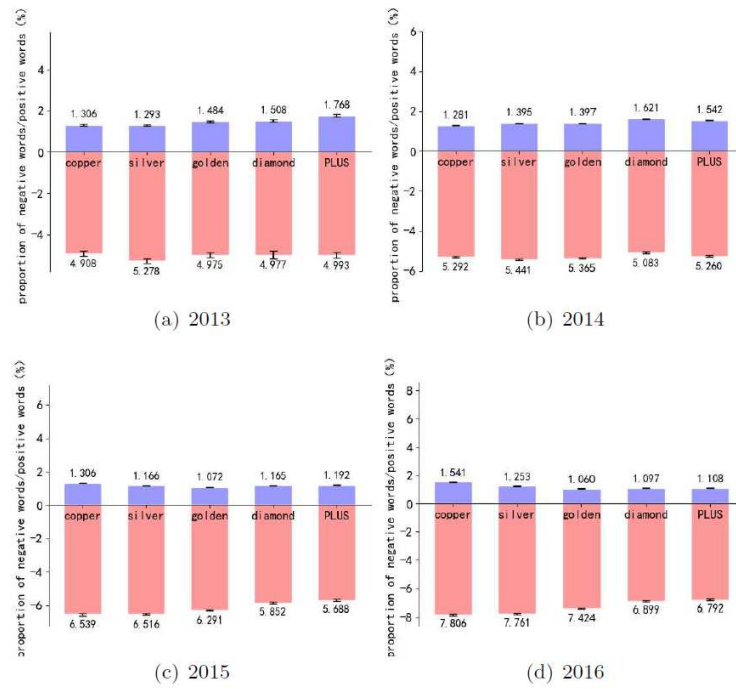 proportion of negative words/positive words (%)
4
2
0
-2
-4
1.306
1.293
1.484
1.508
1.768
copper
silver
golden
diamond
PLUS
4.908
5.278
4.975
4.977
4.993
(a) 2013
proportion of negative words/positive words (%)
6
4
2
0
-2
-4
-6
1.281
1.395
1.397
1.621
1.542
copper
silver
golden
diamond
PLUS
5.292
5.441
5.365
5.083
5.260
(b) 2014
proportion of negative words/positive words (%)
6
4
2
0
-2
-4
-6
1.306
1.166
1.072
1.165
1.192
copper
silver
golden
diamond
PLUS
6.539
6.516
6.291
5.852
5.688
(c) 2015
proportion of negative words/positive words (%)
8
6
4
2
0
-2
-4
-6
-8
1.541
1.253
1.060
1.097
1.108
copper
silver
golden
diamond
PLUS
7.806
7.761
7.424
6.899
6.792
(d) 2016